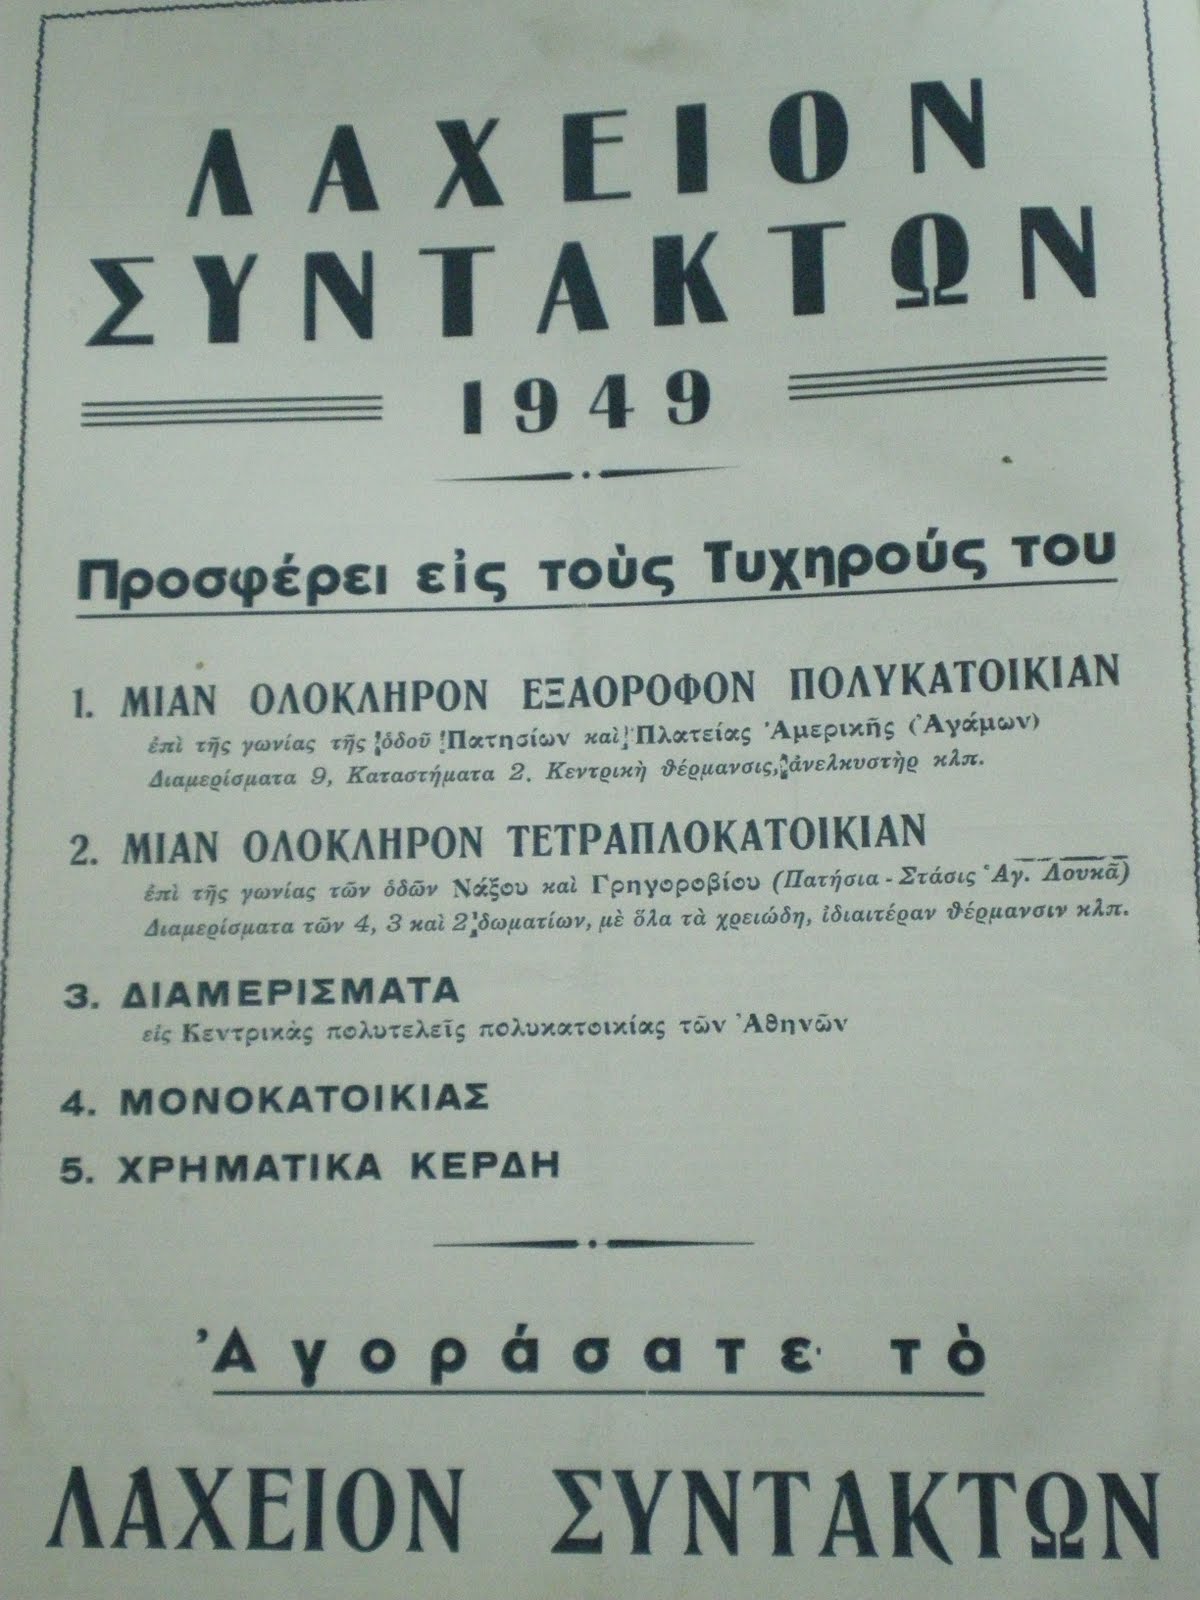 ΛΑΧΕΙΟΝ
ΣΥΝΤΑΚΤΩΝ
1949
Προσφέρει εἰς τοὺς Τυχηρούς του
1. ΜΙΑΝ ΟΛΟΚΛΗΡΟΝ ΕΞΑΟΡΟΦΟΝ ΠΟΛΥΚΑΤΟΙΚΙΑΝ
ἐπὶ τῆς γωνίας τῆς ὁδοῦ Πατησίων καὶ Πλατείας Ἀμερικῆς (Ἀγάμων)
Διαμερίσματα 9, Καταστήματα 2. Κεντρικὴ θέρμανσις, ἀνελκυστὴρ κλπ.
2. ΜΙΑΝ ΟΛΟΚΛΗΡΟΝ ΤΕΤΡΑΠΛΟΚΑΤΟΙΚΙΑΝ
ἐπὶ τῆς γωνίας τῶν ὁδῶν Νάξου καὶ Γρηγοροβίου (Πατήσια - Στάσις Ἁγ. Λουκᾶ)
Διαμερίσματα τῶν 4, 3 καὶ 2 δωματίων, μὲ ὅλα τὰ χρειώδη, ἰδιαιτέραν θέρμανσιν κλπ.
3. ΔΙΑΜΕΡΙΣΜΑΤΑ
εἰς Κεντρικὰς πολυτελεῖς πολυκατοικίας τῶν Ἀθηνῶν
4. ΜΟΝΟΚΑΤΟΙΚΙΑΣ
5. ΧΡΗΜΑΤΙΚΑ ΚΕΡΔΗ
Ἀγοράσατε τὸ
ΛΑΧΕΙΟΝ ΣΥΝΤΑΚΤΩΝ